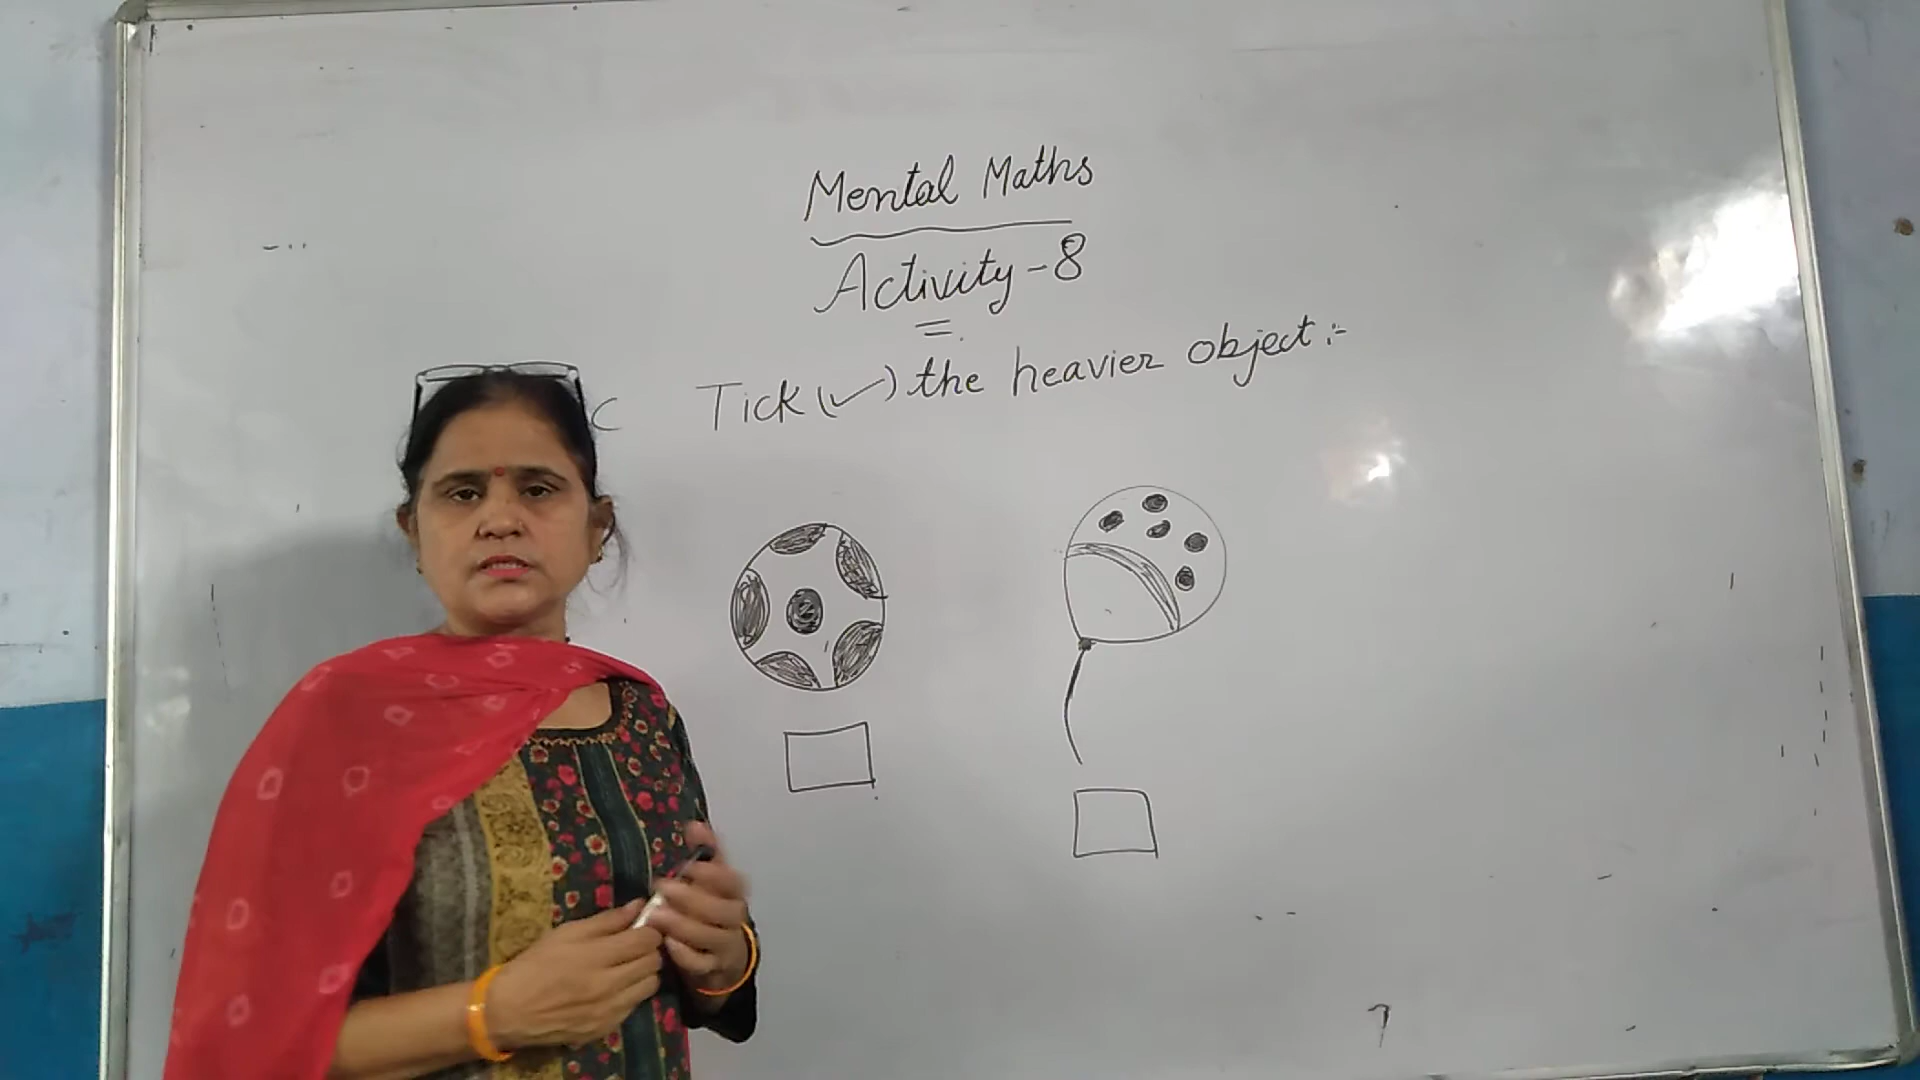 Mental Maths
Activity-8
C Tick (✓) the heavier object:-